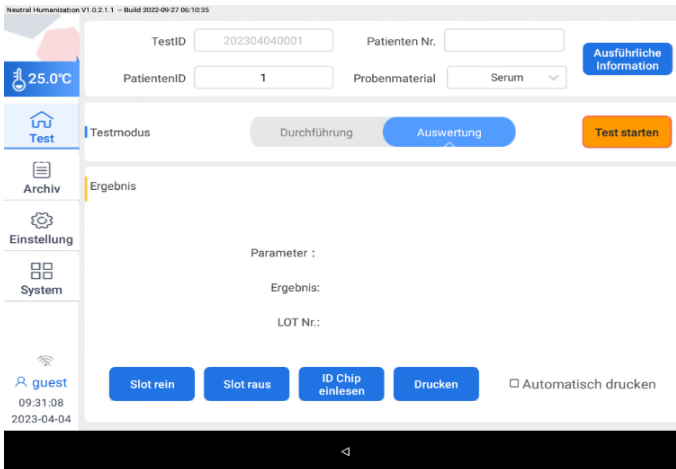 Neutral Humanization V1.0.2.1.1 - Build 2022-09-27 06:10:35
TestID 202304040001 Patienten Nr.
Ausführliche
Information
25.0℃
PatientenID 1 Probenmaterial Serum
Test
Testmodus Durchführung Auswertung Test starten
Archiv
Ergebnis
Einstellung
Parameter :
System
Ergebnis:
LOT Nr.:
Slot rein Slot raus ID Chip
einlesen Drucken Automatisch drucken
guest
09:31:08
2023-04-04